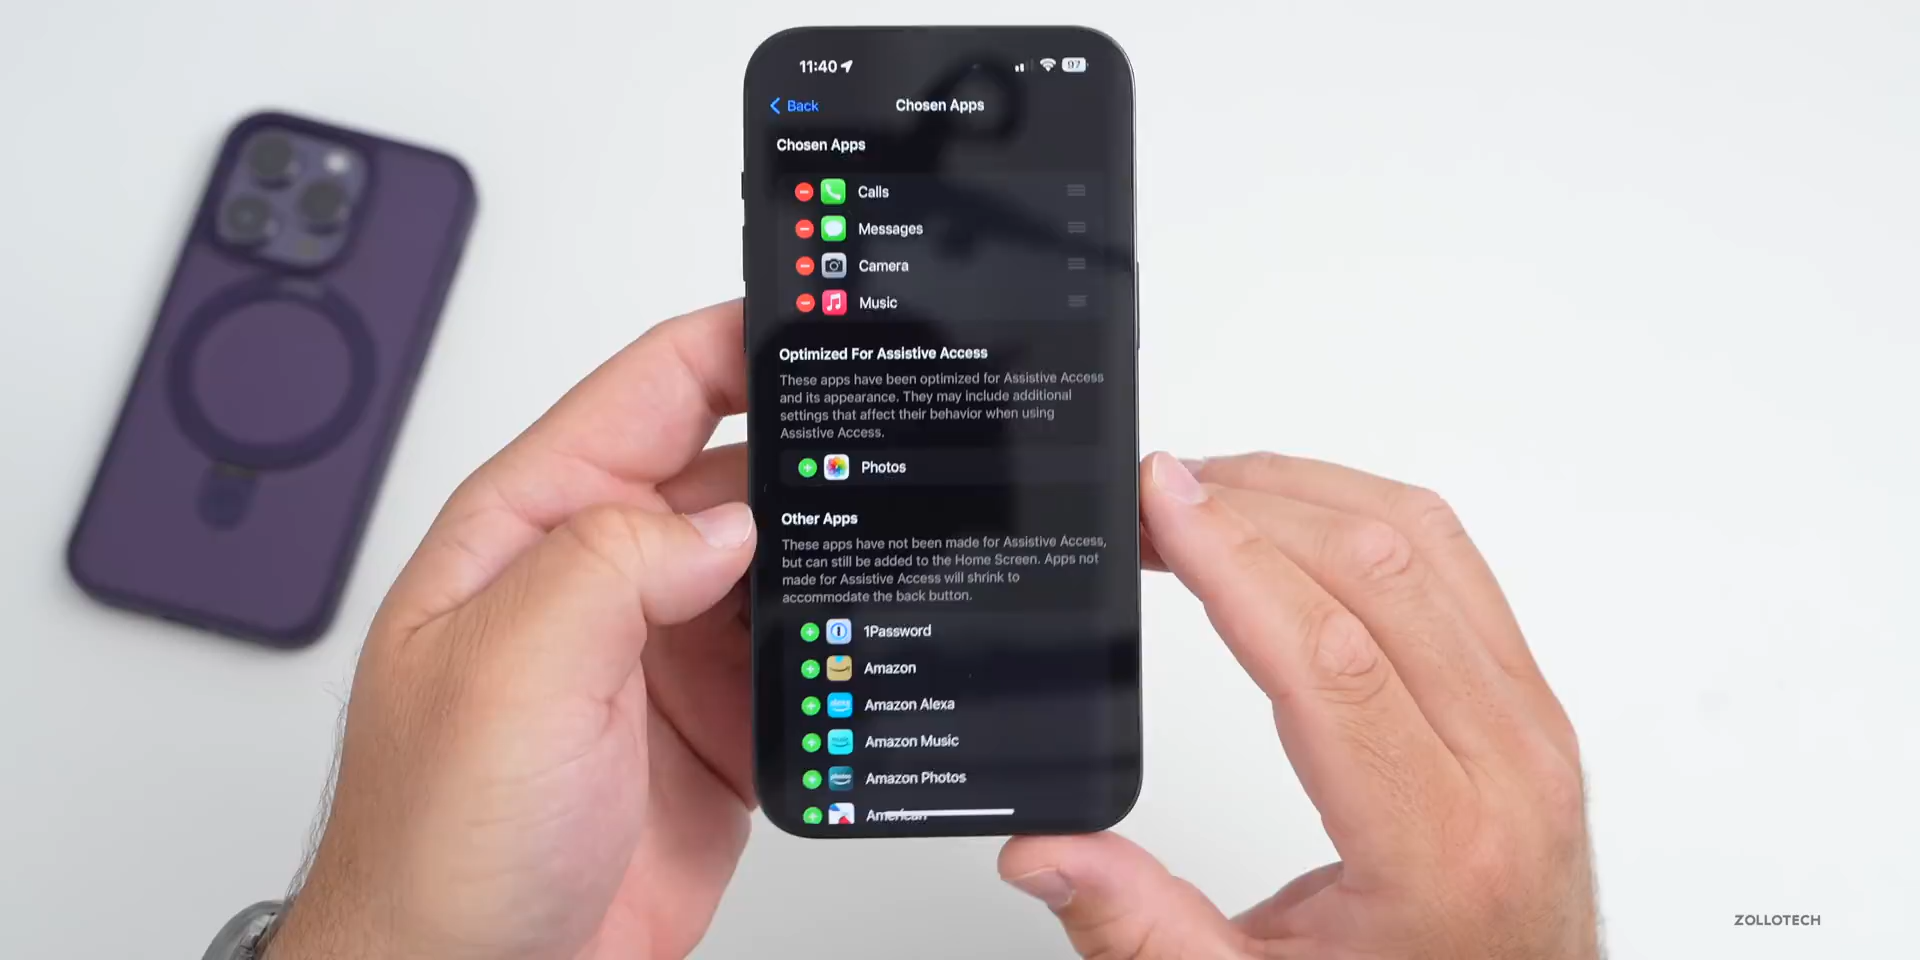 11:40
97
Back
Chosen Apps
Chosen Apps
Calls
Messages
Camera
Music
Optimized For Assistive Access
These apps have been optimized for Assistive Access
and its appearance. They may include additional
settings that affect their behavior when using
Assistive Access.
Photos
Other Apps
These apps have not been made for Assistive Access,
but can still be added to the Home Screen. Apps not
made for Assistive Access will shrink to
accommodate the back button.
1Password
Amazon
Amazon Alexa
Amazon Music
Amazon Photos
American
ZOLLOTECH